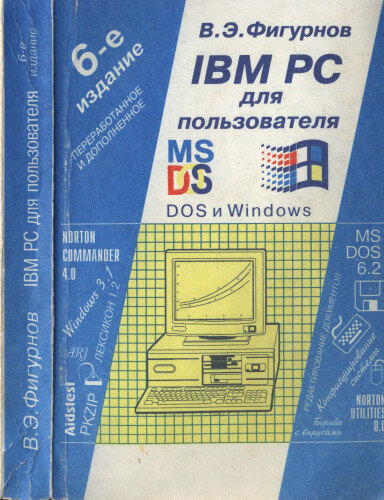 6-е
издание
В.Э.Фигурнов
IBM PC для пользователя
6-е
издание
ПЕРЕРАБОТАННОЕ
И ДОПОЛНЕННОЕ
В.Э.Фигурнов
IBM PC
для
пользователя
MS
DOS
DOS и Windows
NORTON
COMMANDER
4.0
Windows 3.1
ЛЕКСИКОН 1.2
ARJ
PKZIP
Aidstest
MS
DOS
6.2
РЕДАКТИРОВАНИЕ ДОКУМЕНТОВ
Конфигурирование
системы
Борьба
с вирусами
NORTON
UTILITIES
8.0